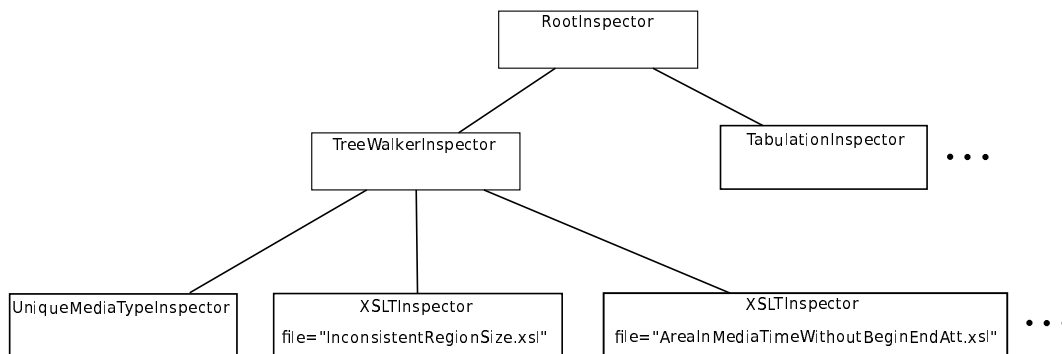 RootInspector
TreeWalkerInspector
TabulationInspector
...
UniqueMediaTypeInspector
XSLTInspector
file="InconsistentRegionSize.xsl"
XSLTInspector
file="AreaInMediaTimeWithoutBeginEndAtt.xsl"
...